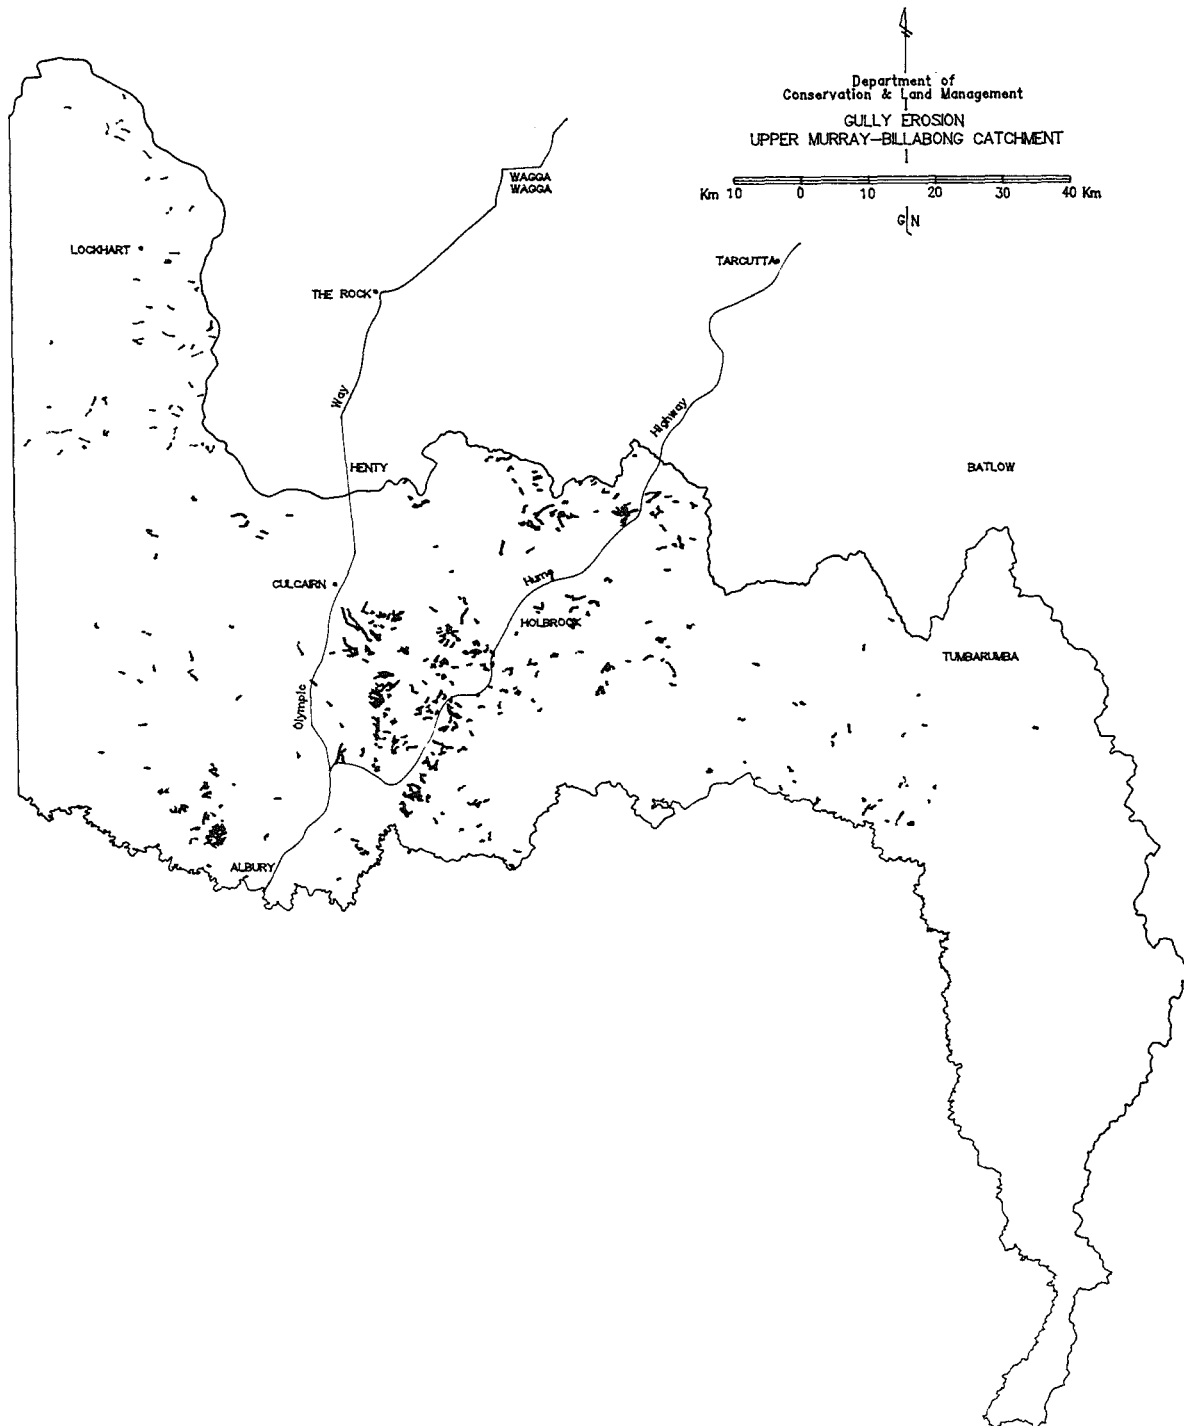 Department of
Conservation & Land Management
GULLY EROSION
UPPER MURRAY-BILLABONG CATCHMENT
Km 10 0 10 20 30 40 Km
G N
WAGGA
WAGGA
LOCKHART
TARCUTTA
THE ROCK
Way
Highway
HENTY
BATLOW
Hume
CULCAIRN
HOLBROOK
TUMBARUMBA
Olympic
ALBURY